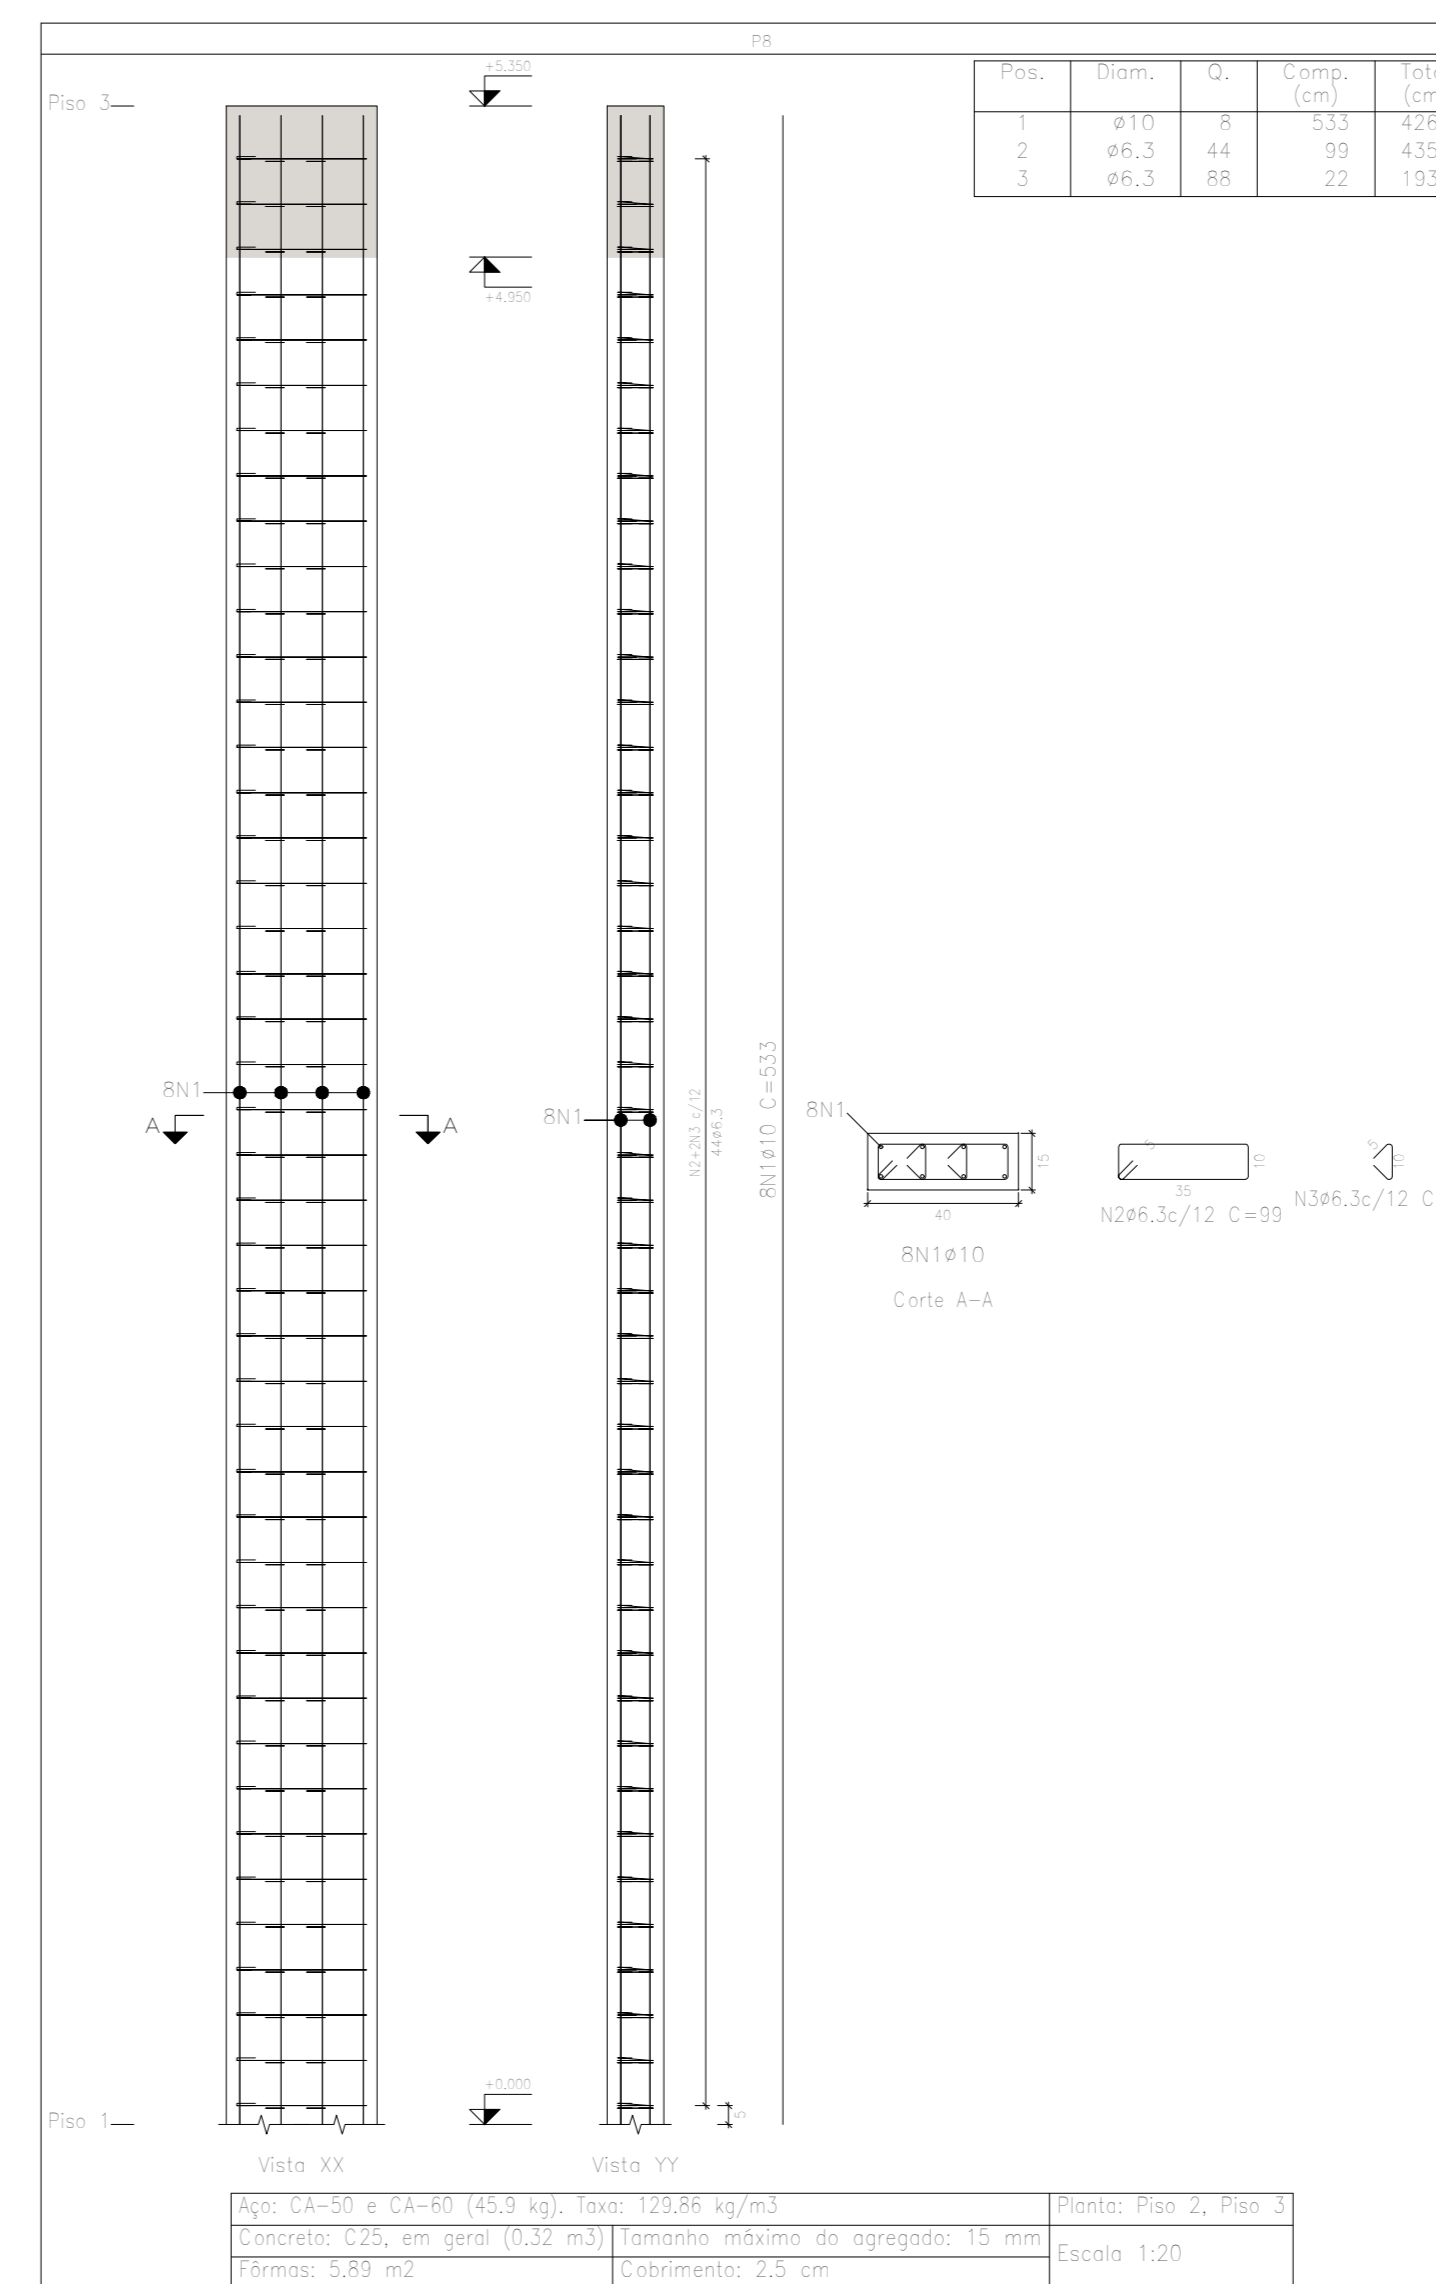 P8
Pos. Diam. Q. Comp. (cm)
1 ø10 8 533
2 ø6.3 44 99
3 ø6.3 88 22
+5.350
Piso 3
+4.950
8N1
A A
8N1
N2+2N3 c/12
44ø6.3
8N1ø10 C=533
8N1
15
40
8N1ø10
Corte A-A
5
10
35
N2ø6.3c/12 C=99
5
10
N3ø6.3c/12 C
+0.000
Piso 1
5
Vista XX
Vista YY
Aço: CA-50 e CA-60 (45.9 kg). Taxa: 129.86 kg/m3
Planta: Piso 2, Piso 3
Concreto: C25, em geral (0.32 m3)
Tamanho máximo do agregado: 15 mm
Escala 1:20
Fôrmas: 5.89 m2
Cobrimento: 2.5 cm